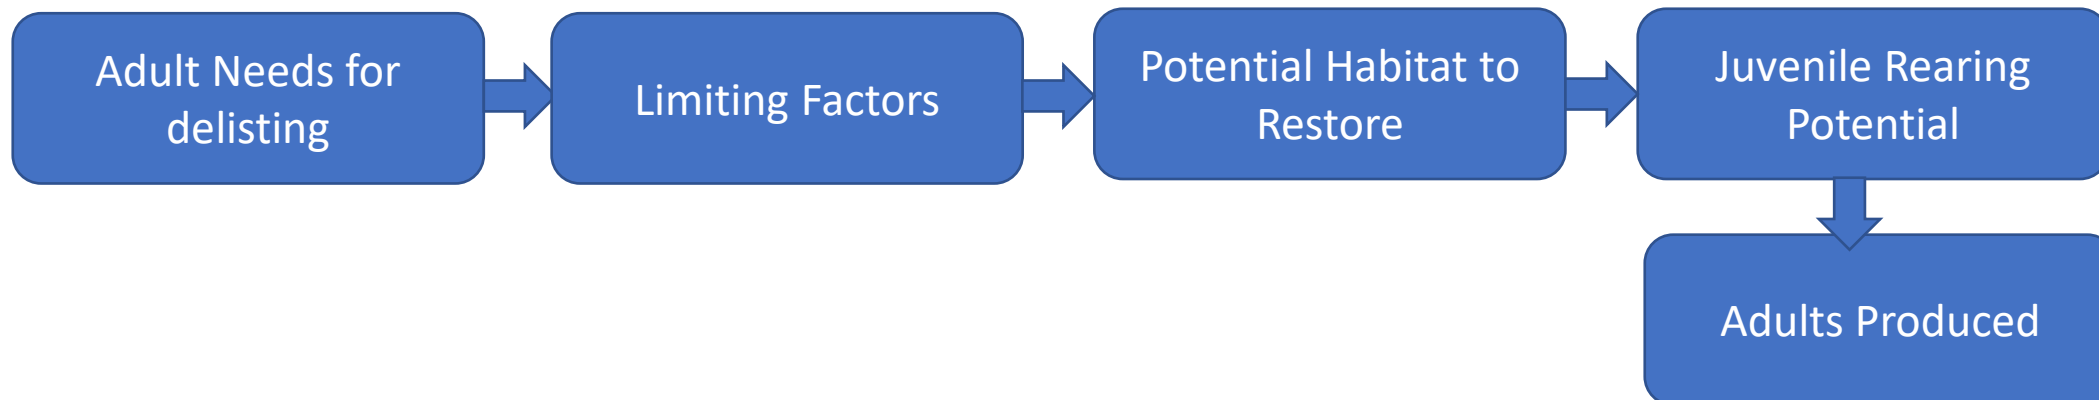 Adult Needs for
delisting
Limiting Factors
Potential Habitat to
Restore
Juvenile Rearing
Potential
Adults Produced